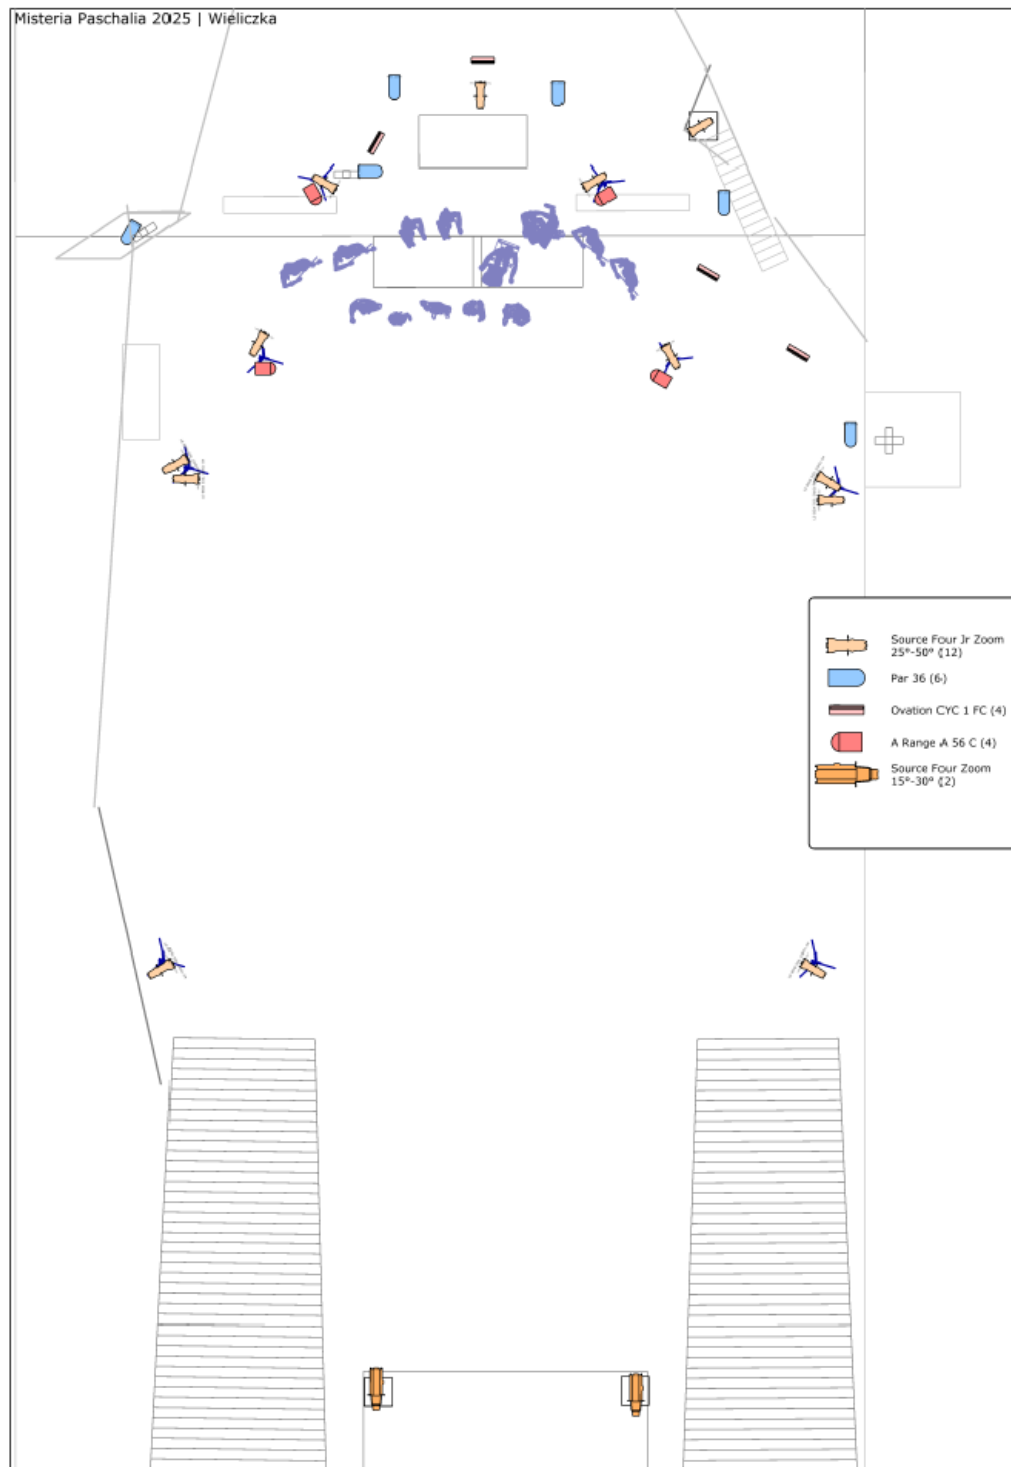 Misteria Paschalia 2025 | Wieliczka
Source Four Jr Zoom
25°-50° (12)
Par 36 (6)
Ovation CYC 1 FC (4)
A Range A 56 C (4)
Source Four Zoom
15°-30° (2)